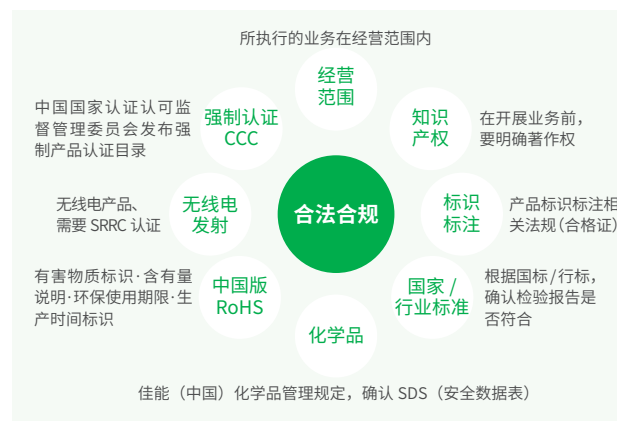 所执行的业务在经营范围内
经营
范围
中国国家认证认可监
督管理委员会发布强
制产品认证目录
强制认证
CCC
知识
产权
在开展业务前，
要明确著作权
无线电产品、
需要 SRRC 认证
无线电
发射
合法合规
标识
标注
产品标识标注相
关法规（合格证）
有害物质标识·含有量
说明·环保使用期限·生
产时间标识
中国版
RoHS
国家 /
行业标准
根据国标/行标，
确认检验报告是
否符合
化学品
佳能（中国）化学品管理规定，确认 SDS（安全数据表）